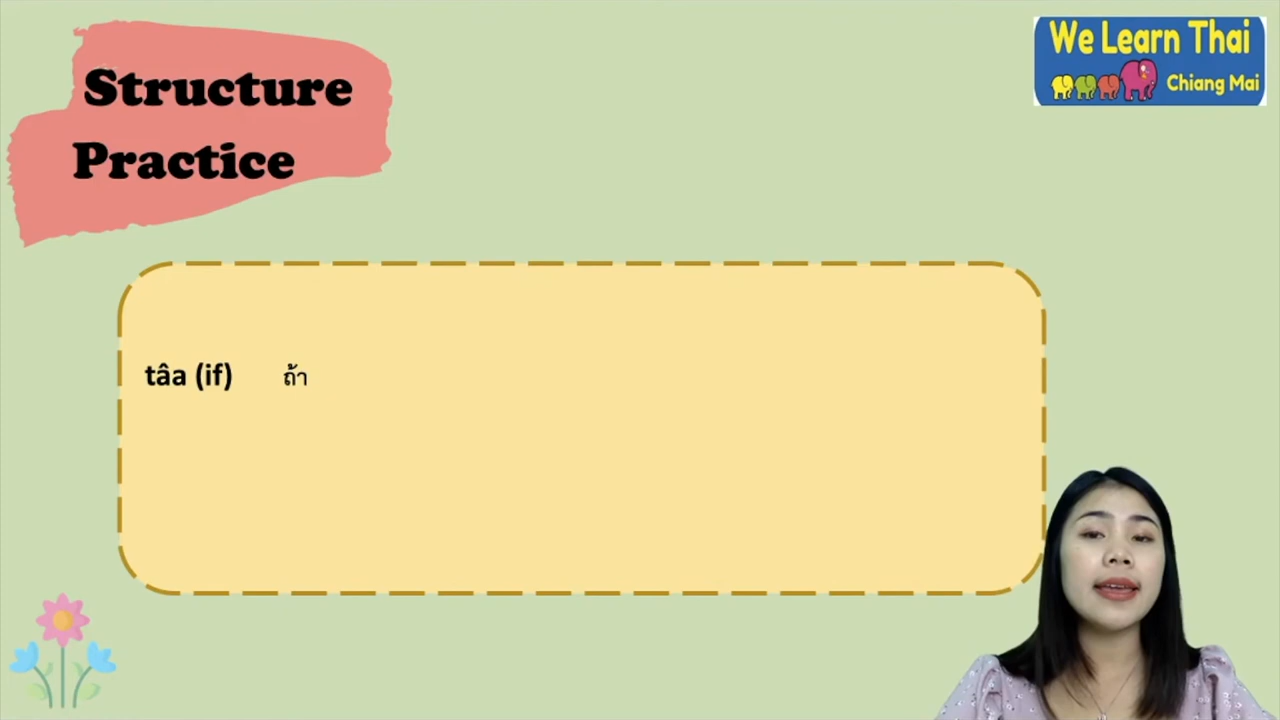 Structure
Practice
We Learn Thai
Chiang Mai
tâa (if) ถ้า